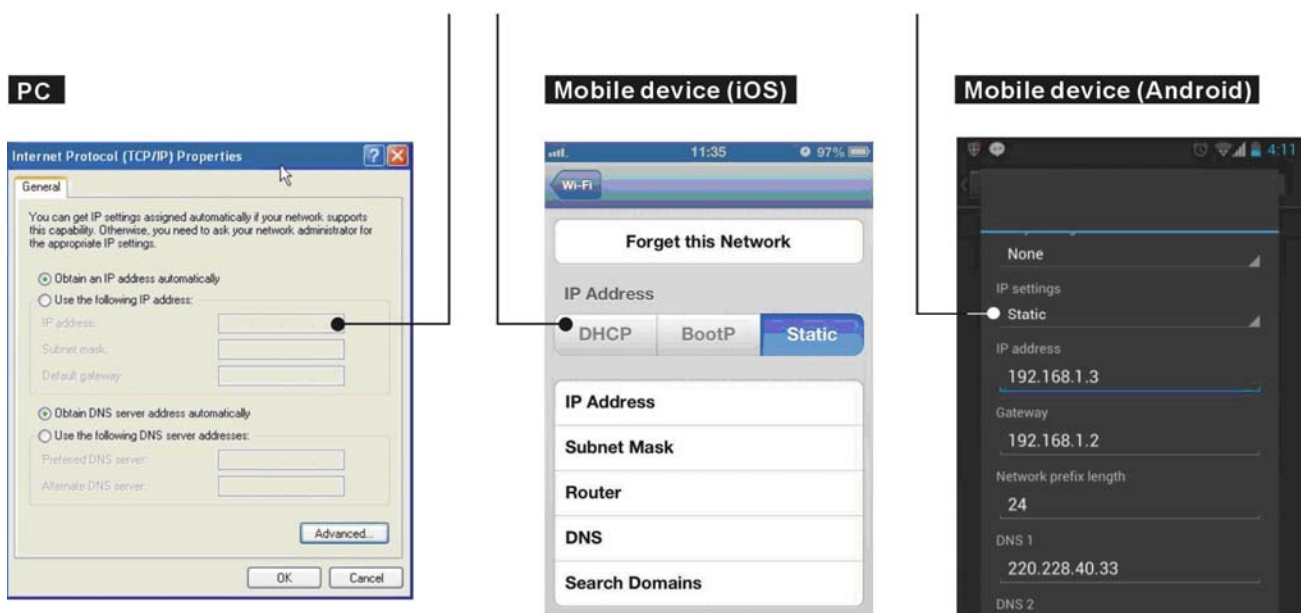 PC
Internet Protocol (TCP/IP) Properties
General
You can get IP settings assigned automatically if your network supports
this capability. Otherwise, you need to ask your network administrator for
the appropriate IP settings.
Obtain an IP address automatically
Use the following IP address:
IP address:
Subnet mask:
Default gateway:
Obtain DNS server address automatically
Use the following DNS server addresses:
Preferred DNS server:
Alternate DNS server:
Advanced...
OK
Cancel
Mobile device (iOS)
11:35
97%
Wi-Fi
Forget this Network
IP Address
DHCP
BootP
Static
IP Address
Subnet Mask
Router
DNS
Search Domains
Mobile device (Android)
4:11
None
IP settings
Static
IP address
192.168.1.3
Gateway
192.168.1.2
Network prefix length
24
DNS 1
220.228.40.33
DNS 2